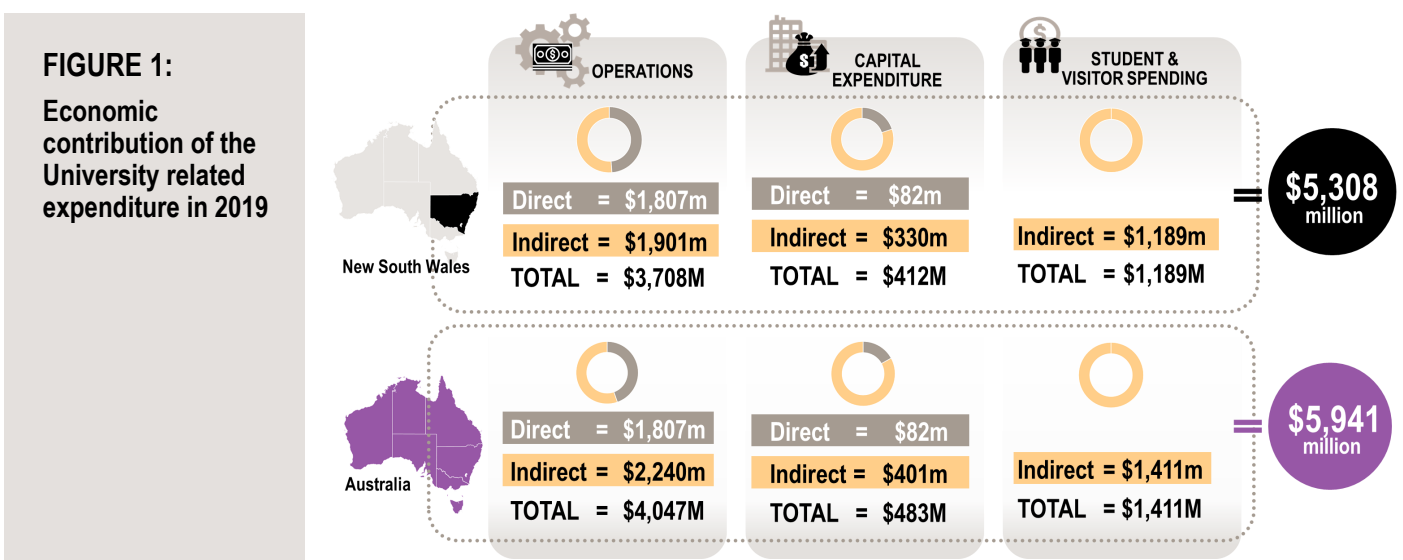 FIGURE 1:
Economic
contribution of the
University related
expenditure in 2019
$
OPERATIONS
$
CAPITAL
EXPENDITURE
$
STUDENT &
VISITOR SPENDING
New South Wales
Direct = $1,807m
Indirect = $1,901m
TOTAL = $3,708M
Direct = $82m
Indirect = $330m
TOTAL = $412M
Indirect = $1,189m
TOTAL = $1,189M
=
$5,308
million
Australia
Direct = $1,807m
Indirect = $2,240m
TOTAL = $4,047M
Direct = $82m
Indirect = $401m
TOTAL = $483M
Indirect = $1,411m
TOTAL = $1,411M
=
$5,941
million